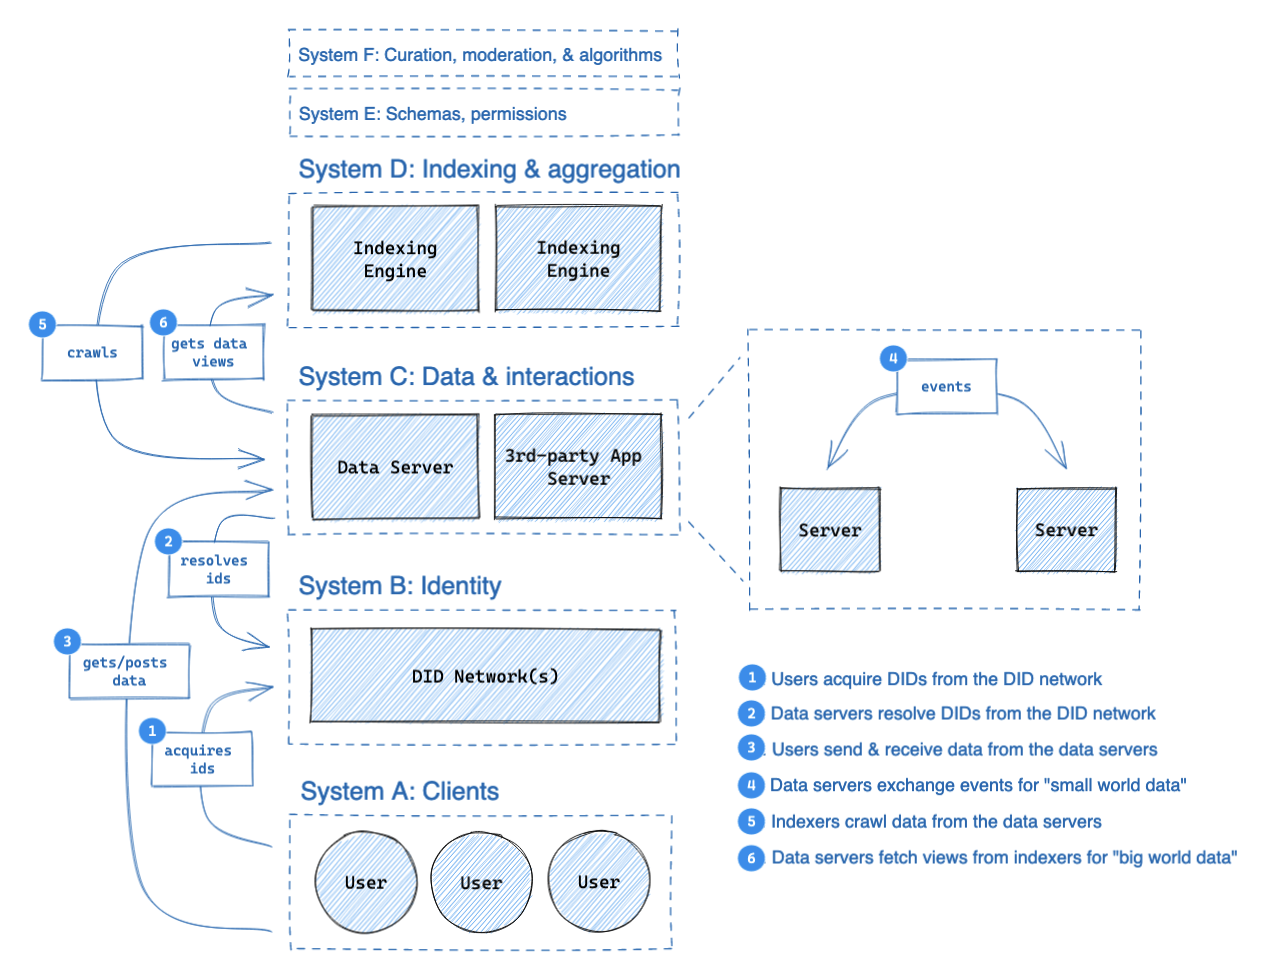 System F: Curation, moderation, & algorithms
System E: Schemas, permissions
System D: Indexing & aggregation
Indexing
Engine
Indexing
Engine
5
crawls
6
gets data
views
System C: Data & interactions
Data Server
3rd-party App
Server
4
events
Server
Server
2
resolves
ids
System B: Identity
DID Network(s)
3
gets/posts
data
1
acquires
ids
System A: Clients
User
User
User
1 Users acquire DIDs from the DID network
2 Data servers resolve DIDs from the DID network
3 Users send & receive data from the data servers
4 Data servers exchange events for "small world data"
5 Indexers crawl data from the data servers
6 Data servers fetch views from indexers for "big world data"